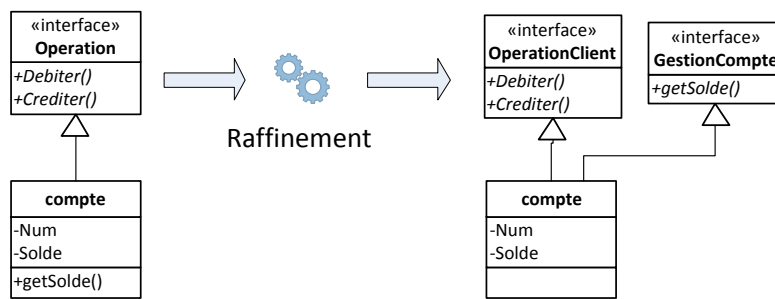 «interface»
Operation
+Debiter()
+Crediter()
compte
-Num
-Solde
+getSolde()
Raffinement
«interface»
OperationClient
+Debiter()
+Crediter()
«interface»
GestionCompte
+getSolde()
compte
-Num
-Solde